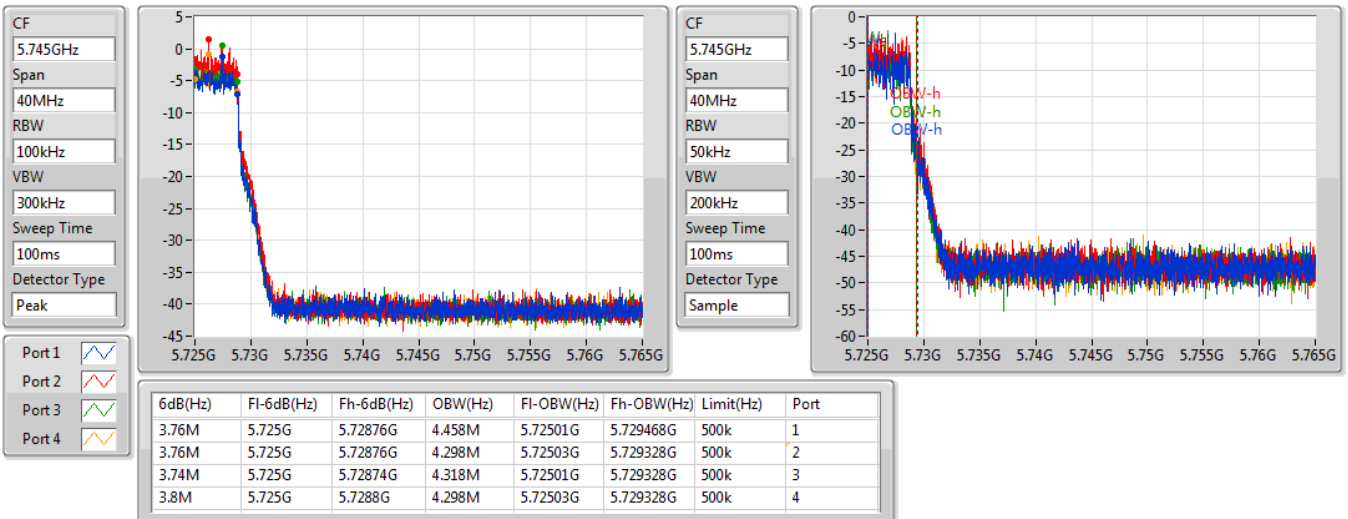 CF
5.745GHz
Span
40MHz
RBW
100kHz
VBW
300kHz
Sweep Time
100ms
Detector Type
Peak
5
0
-5
-10
-15
-20
-25
-30
-35
-40
-45
5.725G 5.73G 5.735G 5.74G 5.745G 5.75G 5.755G 5.76G 5.765G
CF
5.745GHz
Span
40MHz
RBW
50kHz
VBW
200kHz
Sweep Time
100ms
Detector Type
Sample
0
-5
-10
-15
-20
-25
-30
-35
-40
-45
-50
-55
-60
OBW-h
OBW-h
OBW-h
5.725G 5.73G 5.735G 5.74G 5.745G 5.75G 5.755G 5.76G 5.765G
Port 1
Port 2
Port 3
Port 4
6dB(Hz) Fl-6dB(Hz) Fh-6dB(Hz) OBW(Hz) Fl-OBW(Hz) Fh-OBW(Hz) Limit(Hz) Port
3.76M 5.725G 5.72876G 4.458M 5.72501G 5.729468G 500k 1
3.76M 5.725G 5.72876G 4.298M 5.72503G 5.729328G 500k 2
3.74M 5.725G 5.72874G 4.318M 5.72501G 5.729328G 500k 3
3.8M 5.725G 5.7288G 4.298M 5.72503G 5.729328G 500k 4